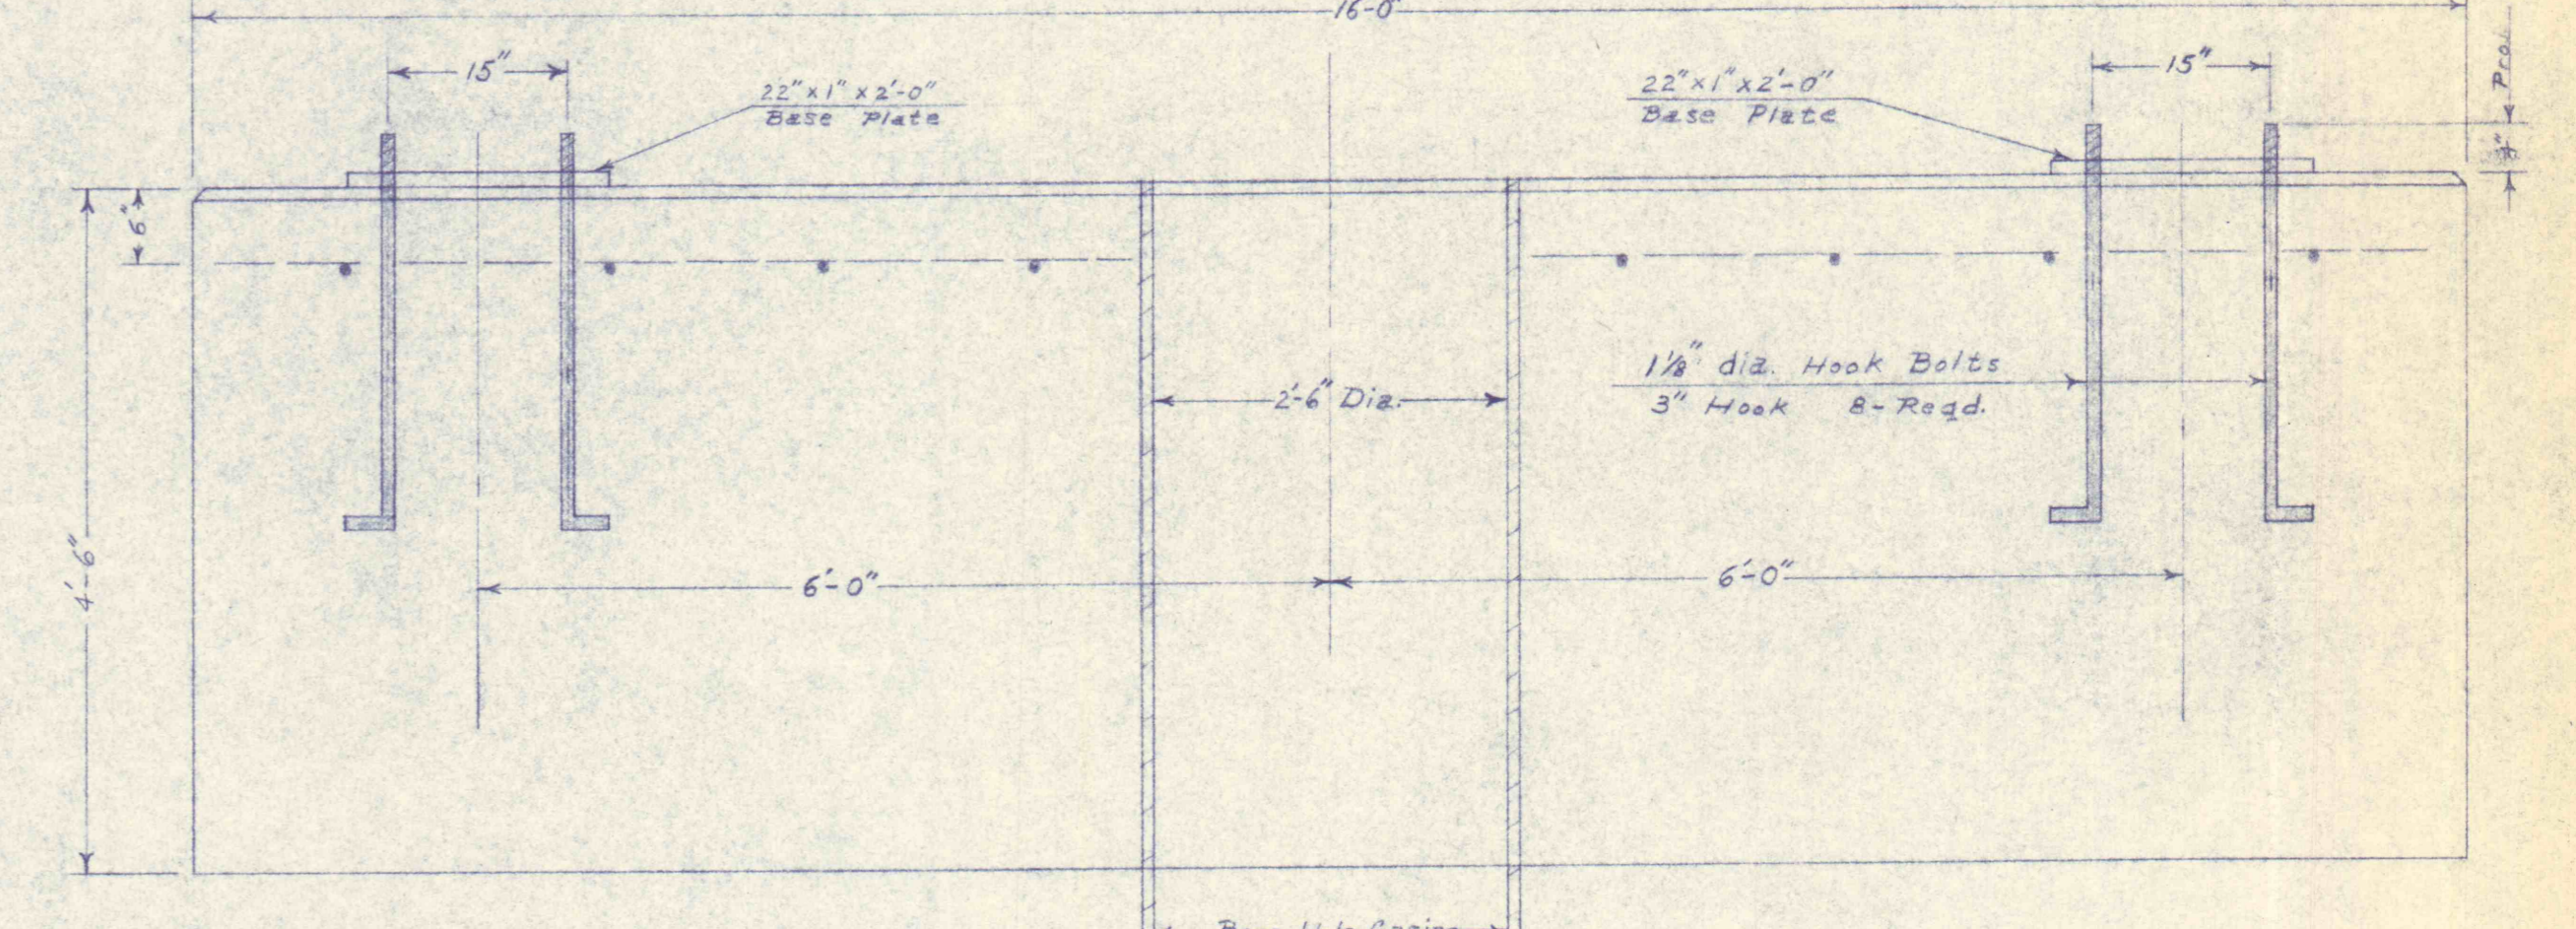 16'-0"
15"
22" x 1" x 2'-0"
Base Plate
22" x 1" x 2'-0"
Base Plate
15"
Proj.
6"
4'-6"
2'-6" Dia.
1 1/8" dia. Hook Bolts
3" Hook 8-Reqd.
6'-0"
6'-0"